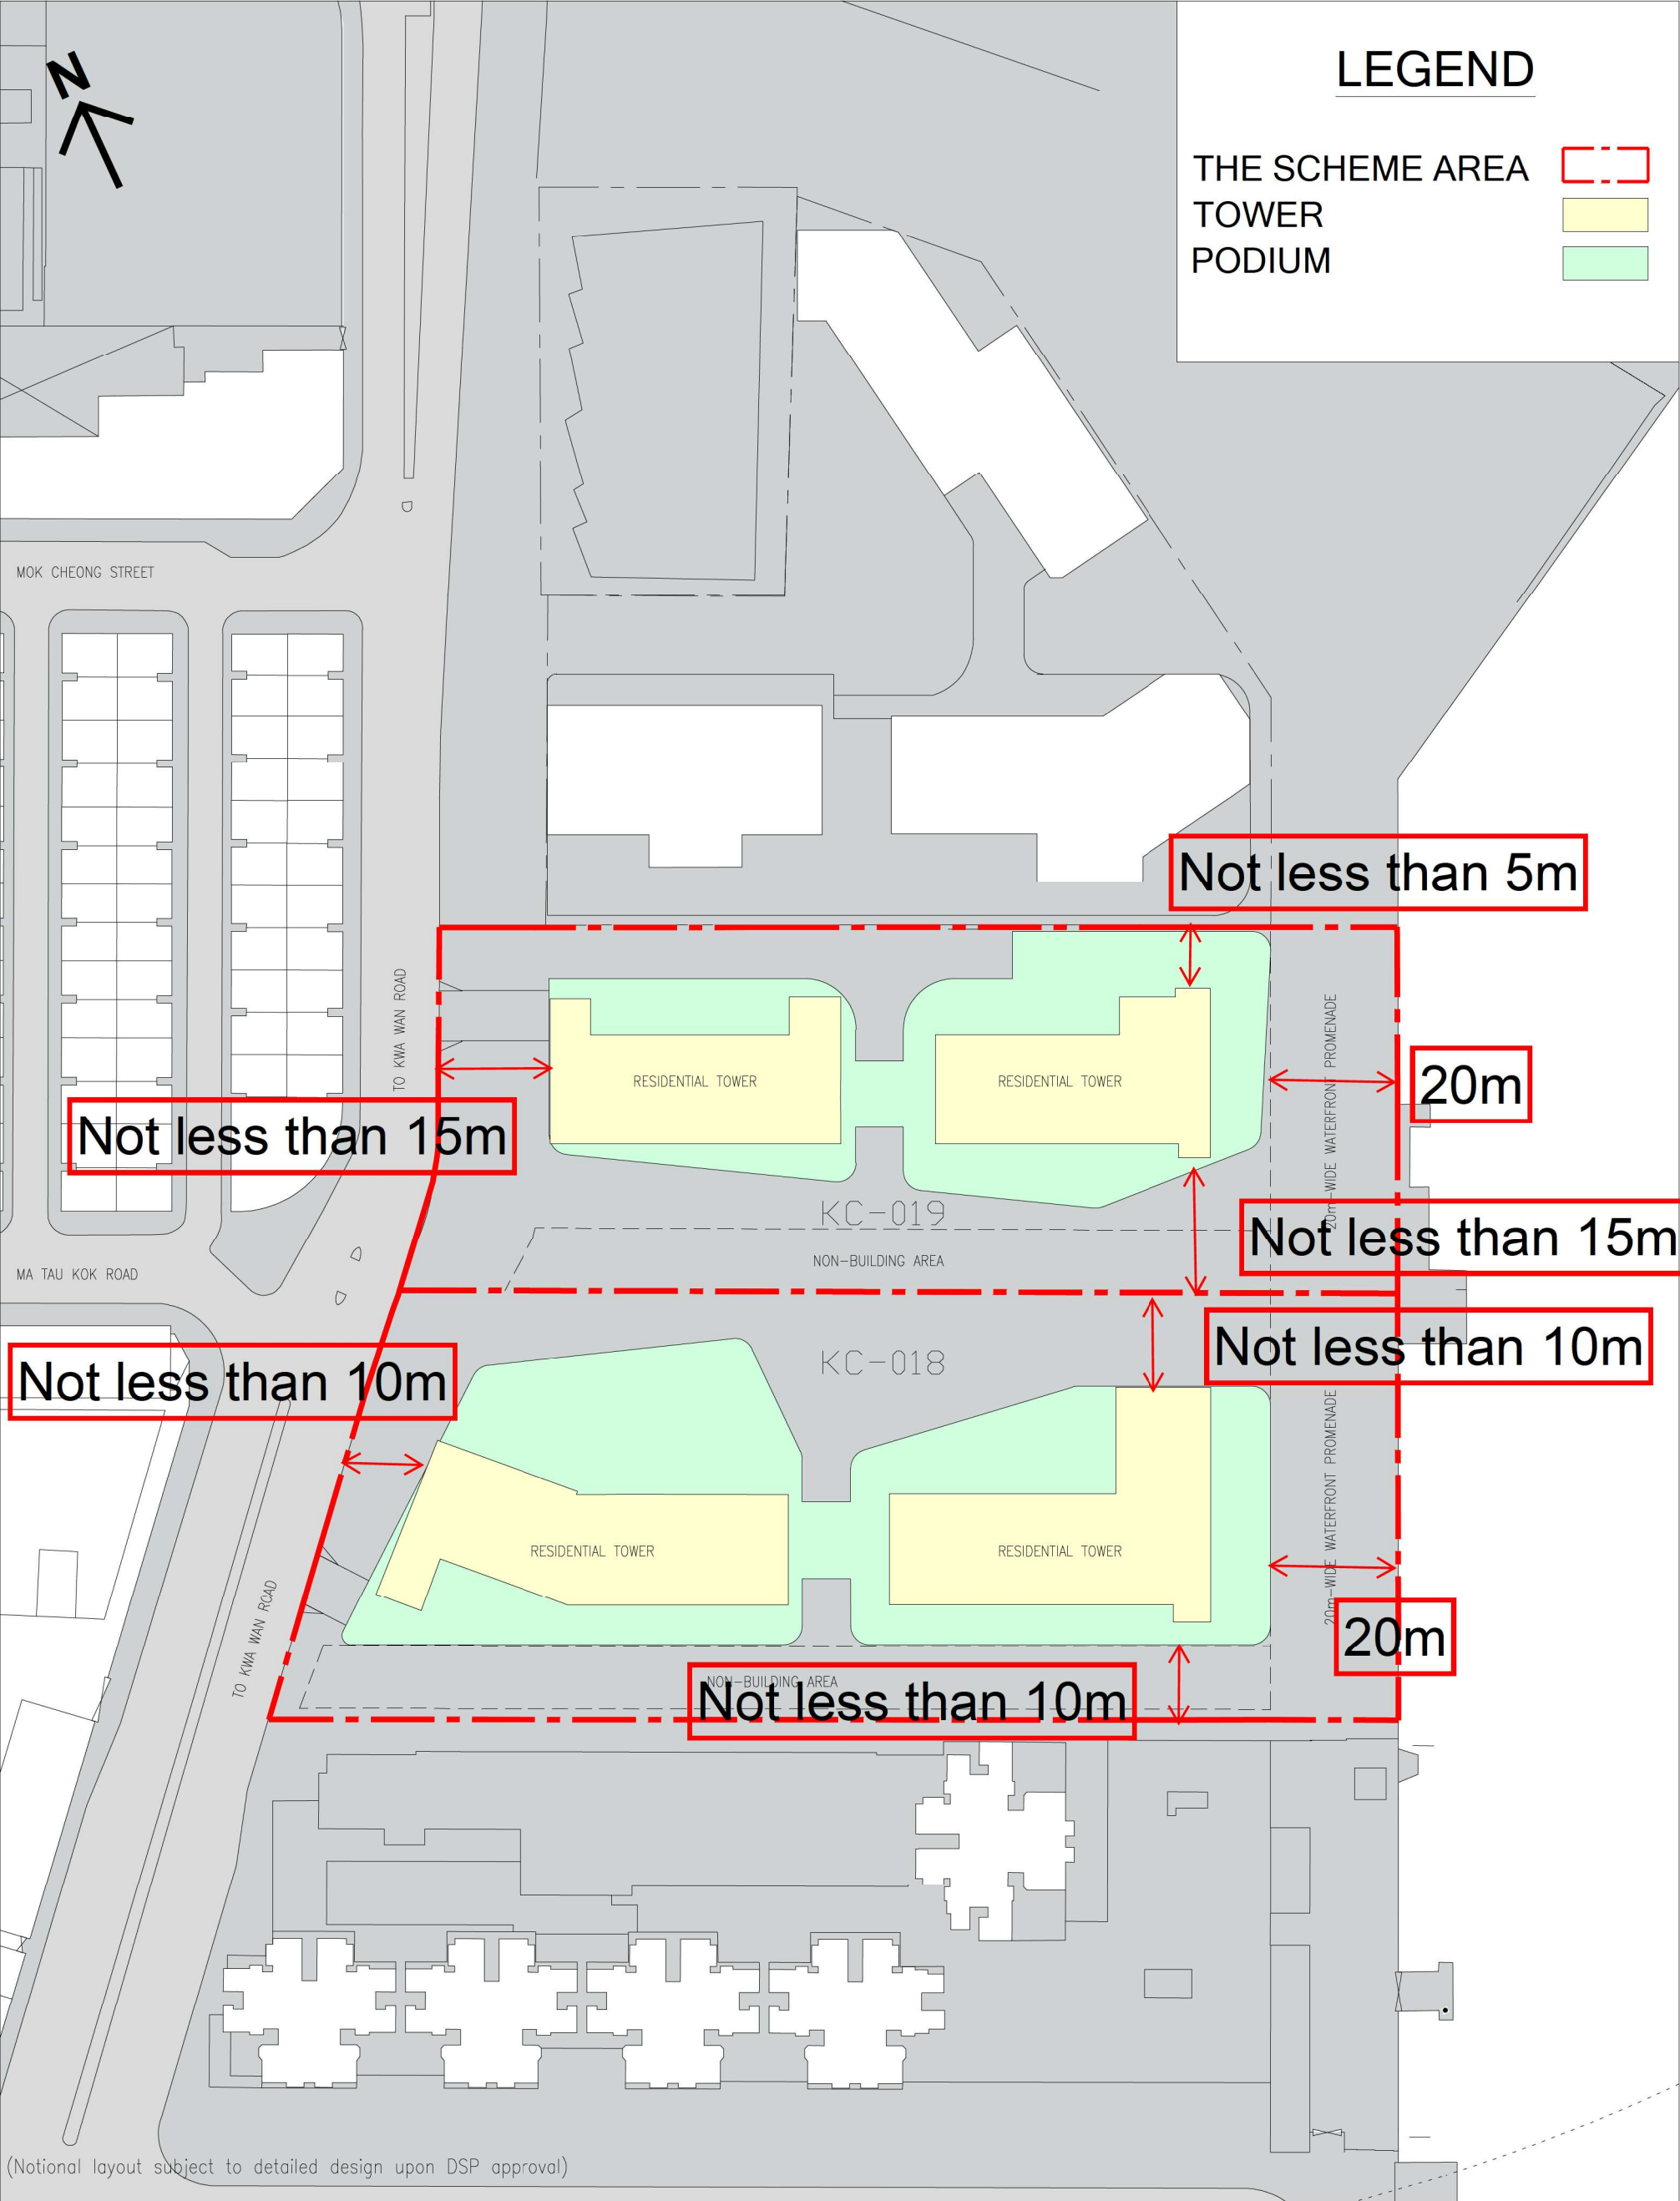 N
LEGEND
THE SCHEME AREA
TOWER
PODIUM
MOK CHEONG STREET
Not less than 5m
TO KWA WAN ROAD
20m-WIDE WATERFRONT PROMENADE
RESIDENTIAL TOWER
RESIDENTIAL TOWER
20m
Not less than 15m
KC-019
Not less than 15m
NON-BUILDING AREA
MA TAU KOK ROAD
Not less than 10m
KC-018
Not less than 10m
20m-WIDE WATERFRONT PROMENADE
RESIDENTIAL TOWER
RESIDENTIAL TOWER
TO KWA WAN ROAD
20m
NON-BUILDING AREA
Not less than 10m
(Notional layout subject to detailed design upon DSP approval)